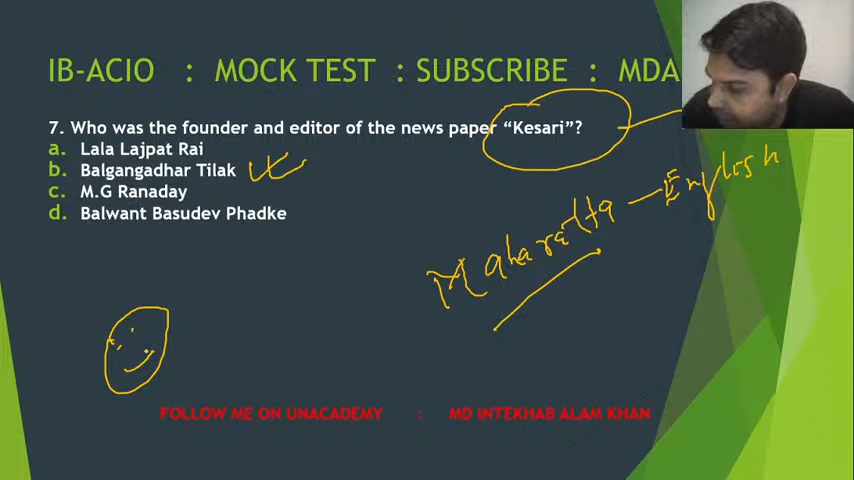 IB-ACIO : MOCK TEST : SUBSCRIBE : MDA
7. Who was the founder and editor of the news paper “Kesari”?
a. Lala Lajpat Rai
b. Balgangadhar Tilak
c. M.G Ranaday
d. Balwant Basudev Phadke
Maharatta — English
FOLLOW ME ON UNACADEMY : MD INTEKHAB ALAM KHAN